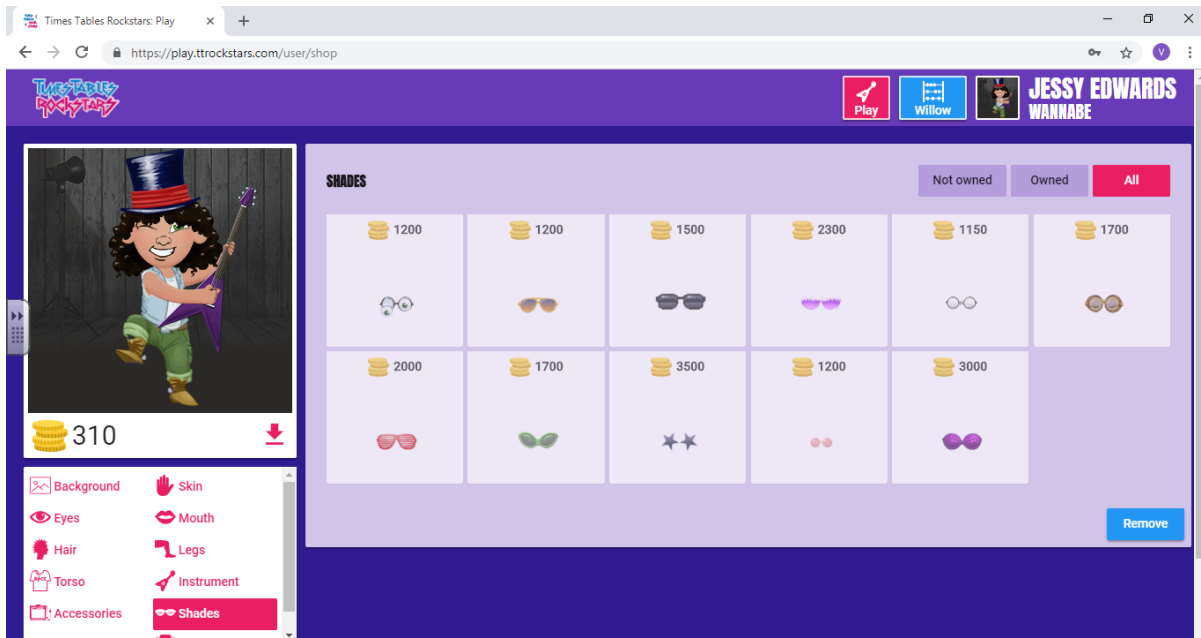 Times Tables Rockstars: Play
https://play.ttrockstars.com/user/shop
V
TIMES TABLES
ROCKSTARS
Play
Willow
JESSY EDWARDS
WANNABE
SHADES
Not owned
Owned
All
1200
1200
1500
2300
1150
1700
2000
1700
3500
1200
3000
310
Background
Skin
Eyes
Mouth
Hair
Legs
Torso
Instrument
Accessories
Shades
Remove